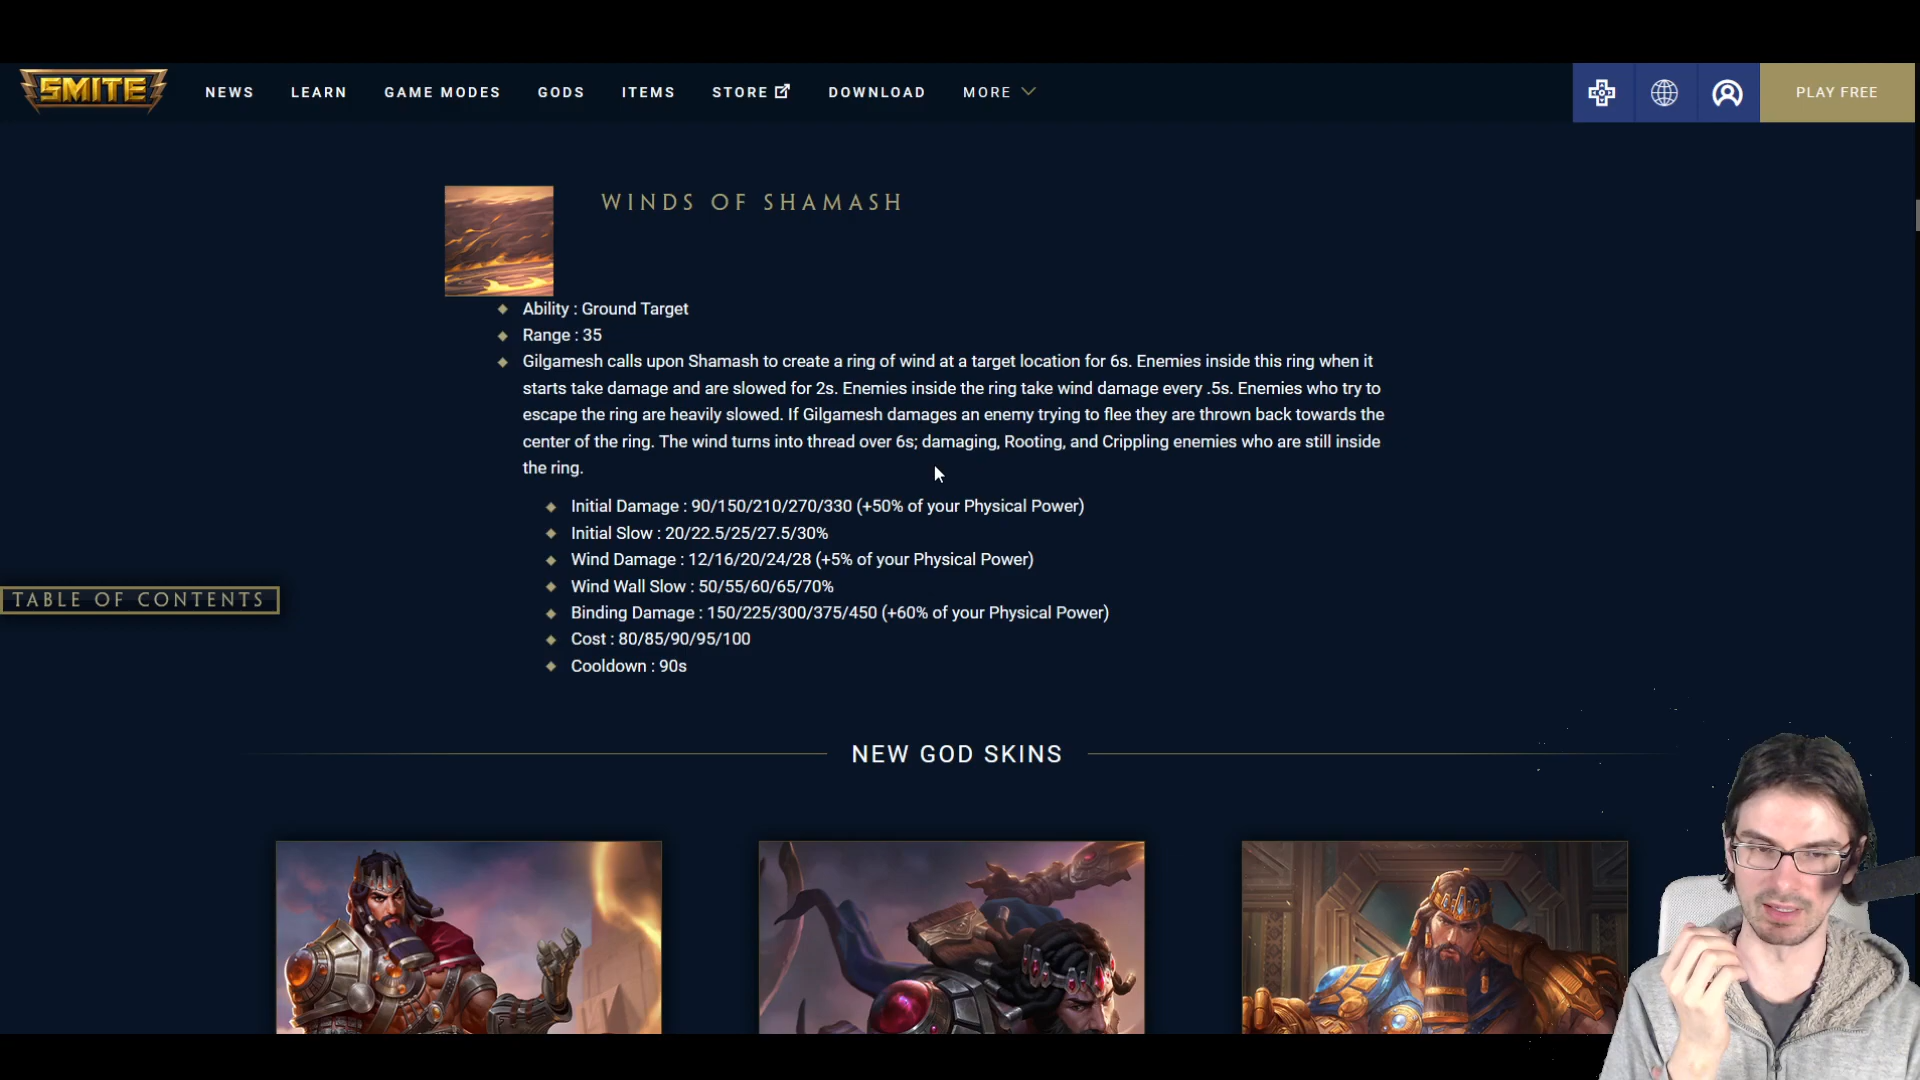 SMITE
NEWS
LEARN
GAME MODES
GODS
ITEMS
STORE
DOWNLOAD
MORE
PLAY FREE
WINDS OF SHAMASH
Ability : Ground Target
Range : 35
Gilgamesh calls upon Shamash to create a ring of wind at a target location for 6s. Enemies inside this ring when it
starts take damage and are slowed for 2s. Enemies inside the ring take wind damage every .5s. Enemies who try to
escape the ring are heavily slowed. If Gilgamesh damages an enemy trying to flee they are thrown back towards the
center of the ring. The wind turns into thread over 6s; damaging, Rooting, and Crippling enemies who are still inside
the ring.
Initial Damage : 90/150/210/270/330 (+50% of your Physical Power)
Initial Slow : 20/22.5/25/27.5/30%
Wind Damage : 12/16/20/24/28 (+5% of your Physical Power)
Wind Wall Slow : 50/55/60/65/70%
TABLE OF CONTENTS
Binding Damage : 150/225/300/375/450 (+60% of your Physical Power)
Cost : 80/85/90/95/100
Cooldown : 90s
NEW GOD SKINS